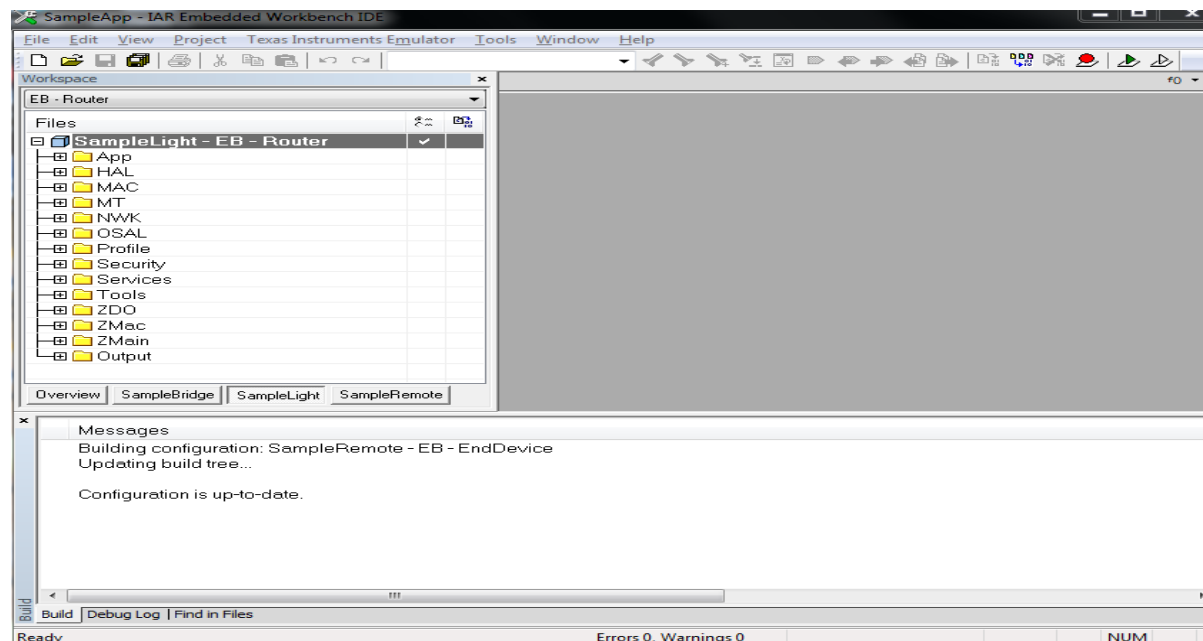 SampleApp - IAR Embedded Workbench IDE
File Edit View Project Texas Instruments Emulator Tools Window Help
Workspace
f0
EB - Router
Files
SampleLight - EB - Router
App
HAL
MAC
MT
NWK
OSAL
Profile
Security
Services
Tools
ZDO
ZMac
ZMain
Output
Overview SampleBridge SampleLight SampleRemote
Messages
Building configuration: SampleRemote - EB - EndDevice
Updating build tree...
Configuration is up-to-date.
Build
Build Debug Log Find in Files
Ready Errors 0, Warnings 0 NUM